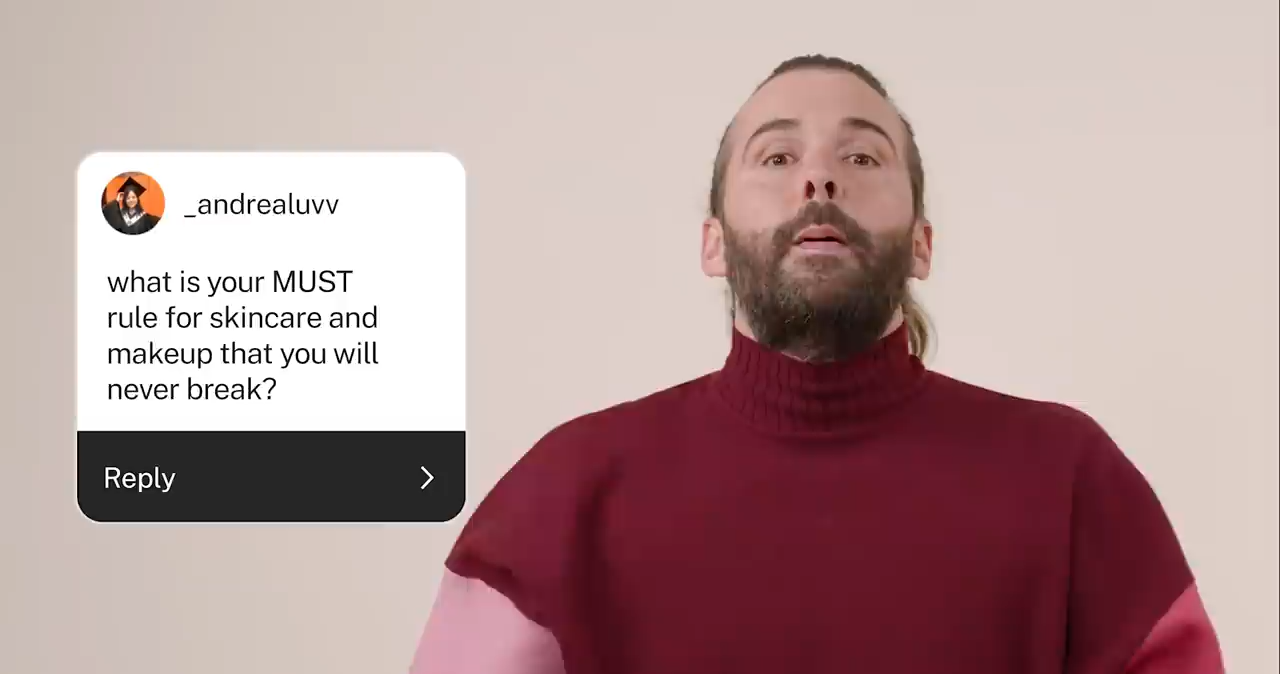 _andrealuvv
what is your MUST
rule for skincare and
makeup that you will
never break?
Reply